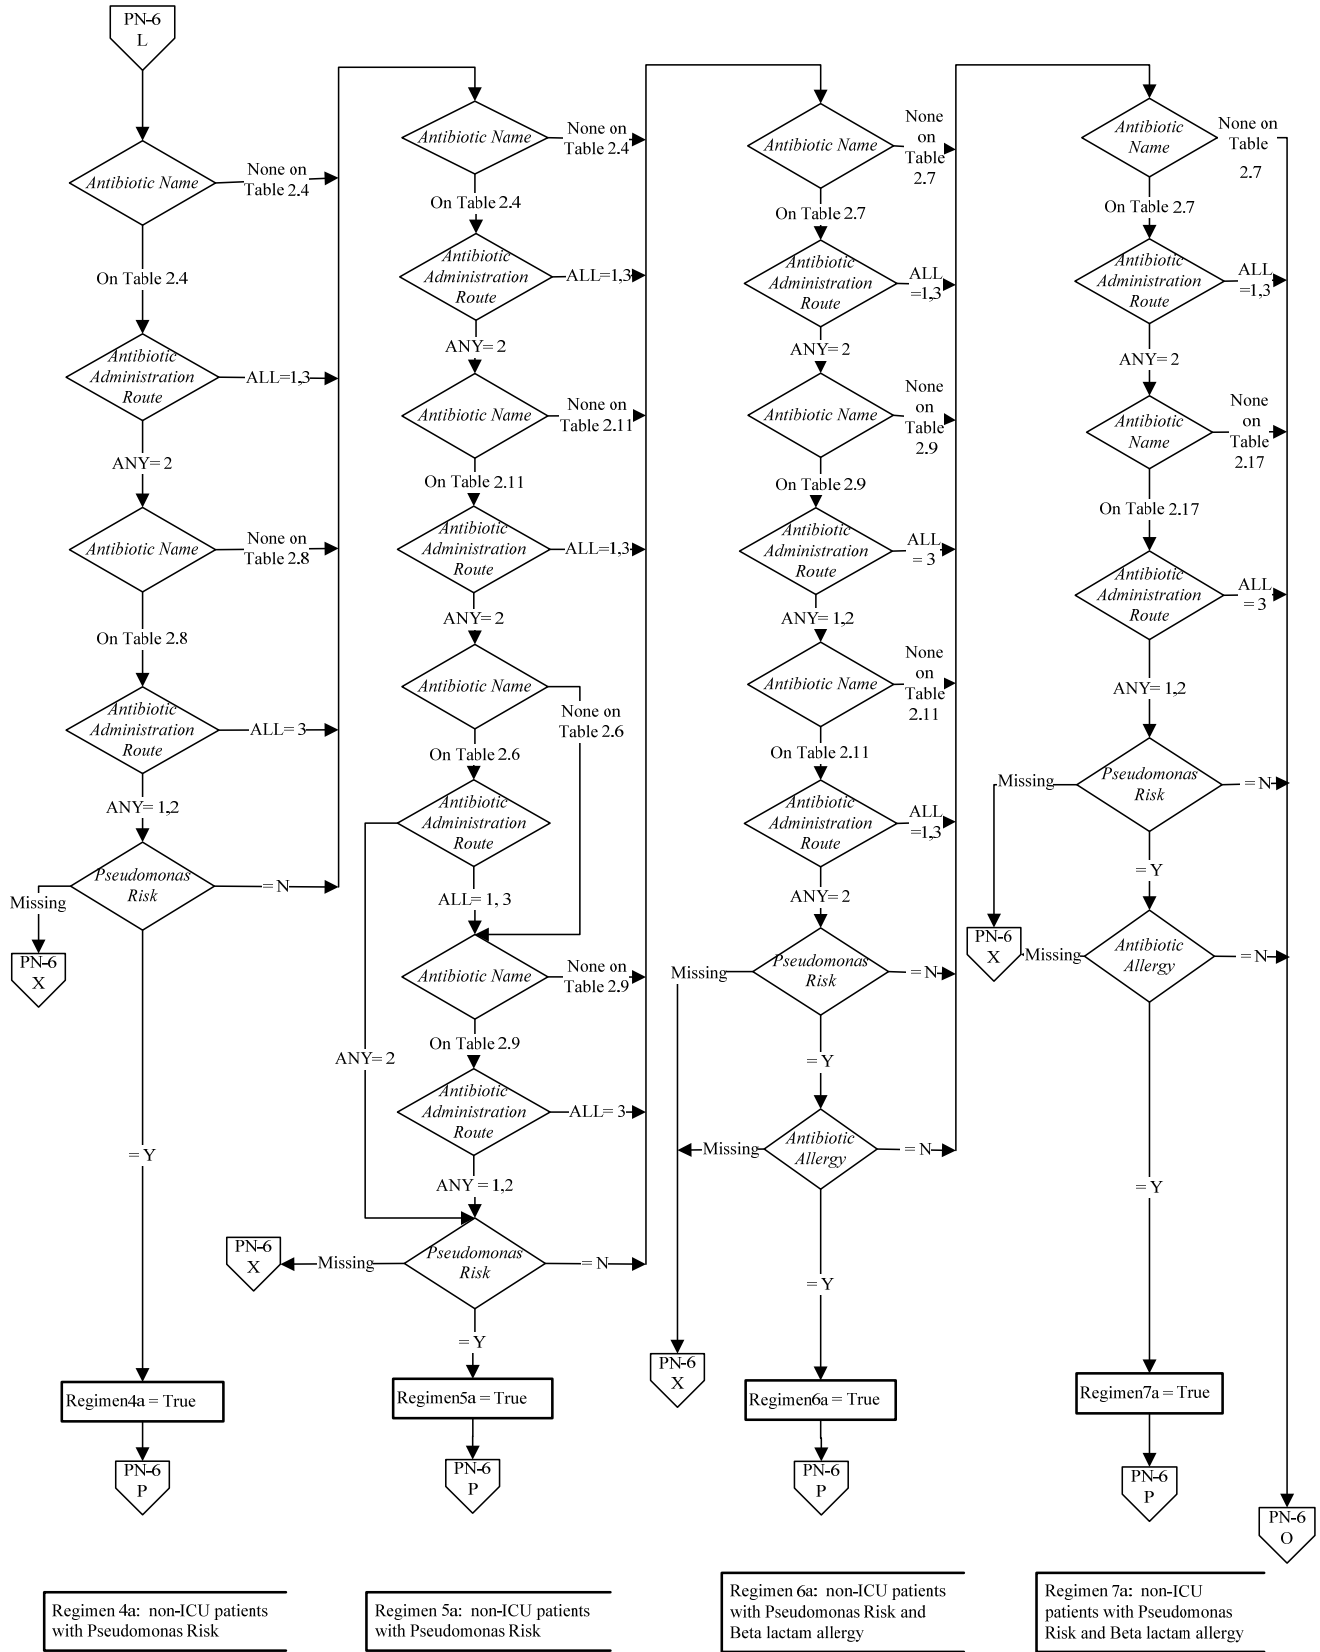 PN-6
L
Antibiotic Name
None on
Table 2.4
On Table 2.4
Antibiotic
Administration
Route
ALL=1,3
ANY= 2
Antibiotic Name
None on
Table 2.8
On Table 2.8
Antibiotic
Administration
Route
ALL= 3
ANY= 1,2
Pseudomonas
Risk
Missing
= N
PN-6
X
= Y
Regimen4a = True
PN-6
P
Antibiotic Name
None on
Table 2.4
On Table 2.4
Antibiotic
Administration
Route
ALL=1,3
ANY= 2
Antibiotic Name
None on
Table 2.11
On Table 2.11
Antibiotic
Administration
Route
ALL=1,3
ANY= 2
Antibiotic Name
None on
Table 2.6
On Table 2.6
Antibiotic
Administration
Route
ANY= 2
ALL= 1, 3
Antibiotic Name
None on
Table 2.9
On Table 2.9
Antibiotic
Administration
Route
ALL= 3
ANY = 1,2
Pseudomonas
Risk
Missing
= N
PN-6
X
= Y
Regimen5a = True
PN-6
P
Antibiotic Name
None
on
Table
2.7
On Table 2.7
Antibiotic
Administration
Route
ALL
=1,3
ANY= 2
Antibiotic Name
None
on
Table
2.9
On Table 2.9
Antibiotic
Administration
Route
ALL
= 3
ANY= 1,2
Antibiotic Name
None
on
Table
2.11
On Table 2.11
Antibiotic
Administration
Route
ALL
=1,3
ANY= 2
Pseudomonas
Risk
Missing
= N
= Y
Antibiotic
Allergy
Missing
= N
= Y
PN-6
X
Regimen6a = True
PN-6
P
Antibiotic
Name
None on
Table
2.7
On Table 2.7
Antibiotic
Administration
Route
ALL
=1,3
ANY= 2
Antibiotic
Name
None
on
Table
2.17
On Table 2.17
Antibiotic
Administration
Route
ALL
= 3
ANY= 1,2
Pseudomonas
Risk
Missing
= N
= Y
Antibiotic
Allergy
Missing
= N
PN-6
X
= Y
Regimen7a = True
PN-6
P
PN-6
O
Regimen 4a: non-ICU patients
with Pseudomonas Risk
Regimen 5a: non-ICU patients
with Pseudomonas Risk
Regimen 6a: non-ICU patients
with Pseudomonas Risk and
Beta lactam allergy
Regimen 7a: non-ICU
patients with Pseudomonas
Risk and Beta lactam allergy